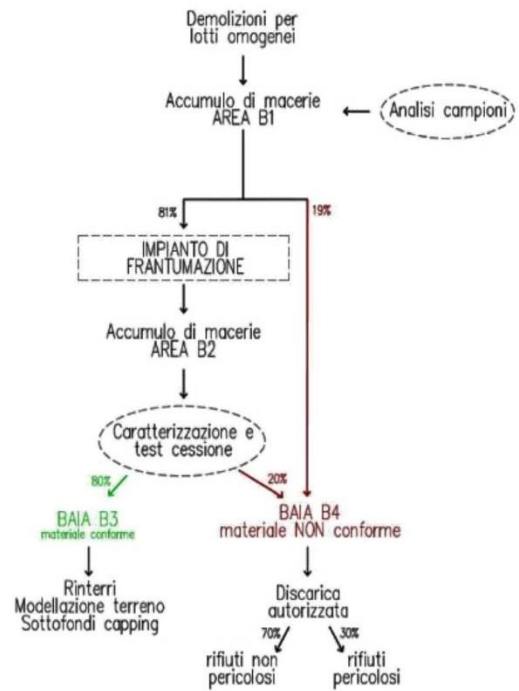 Demolizioni per
lotti omogenei
Accumulo di macerie
AREA B1
Analisi campioni
81%
19%
IMPIANTO DI
FRANTUMAZIONE
Accumulo di macerie
AREA B2
Caratterizzazione e
test cessione
80%
20%
BAIA B3
materiale conforme
BAIA B4
materiale NON conforme
Rinterri
Modellazione terreno
Sottofondi capping
Discarica
autorizzata
70%
30%
rifiuti non
pericolosi
rifiuti
pericolosi